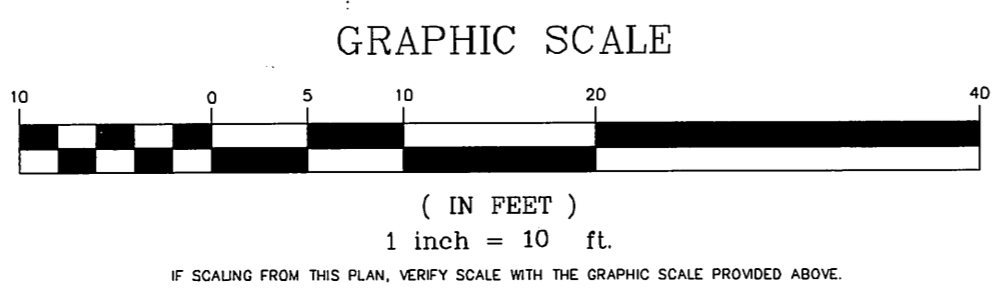 GRAPHIC SCALE
10 0 5 10 20 40
( IN FEET )
1 inch = 10 ft.
IF SCALING FROM THIS PLAN, VERIFY SCALE WITH THE GRAPHIC SCALE PROVIDED ABOVE.